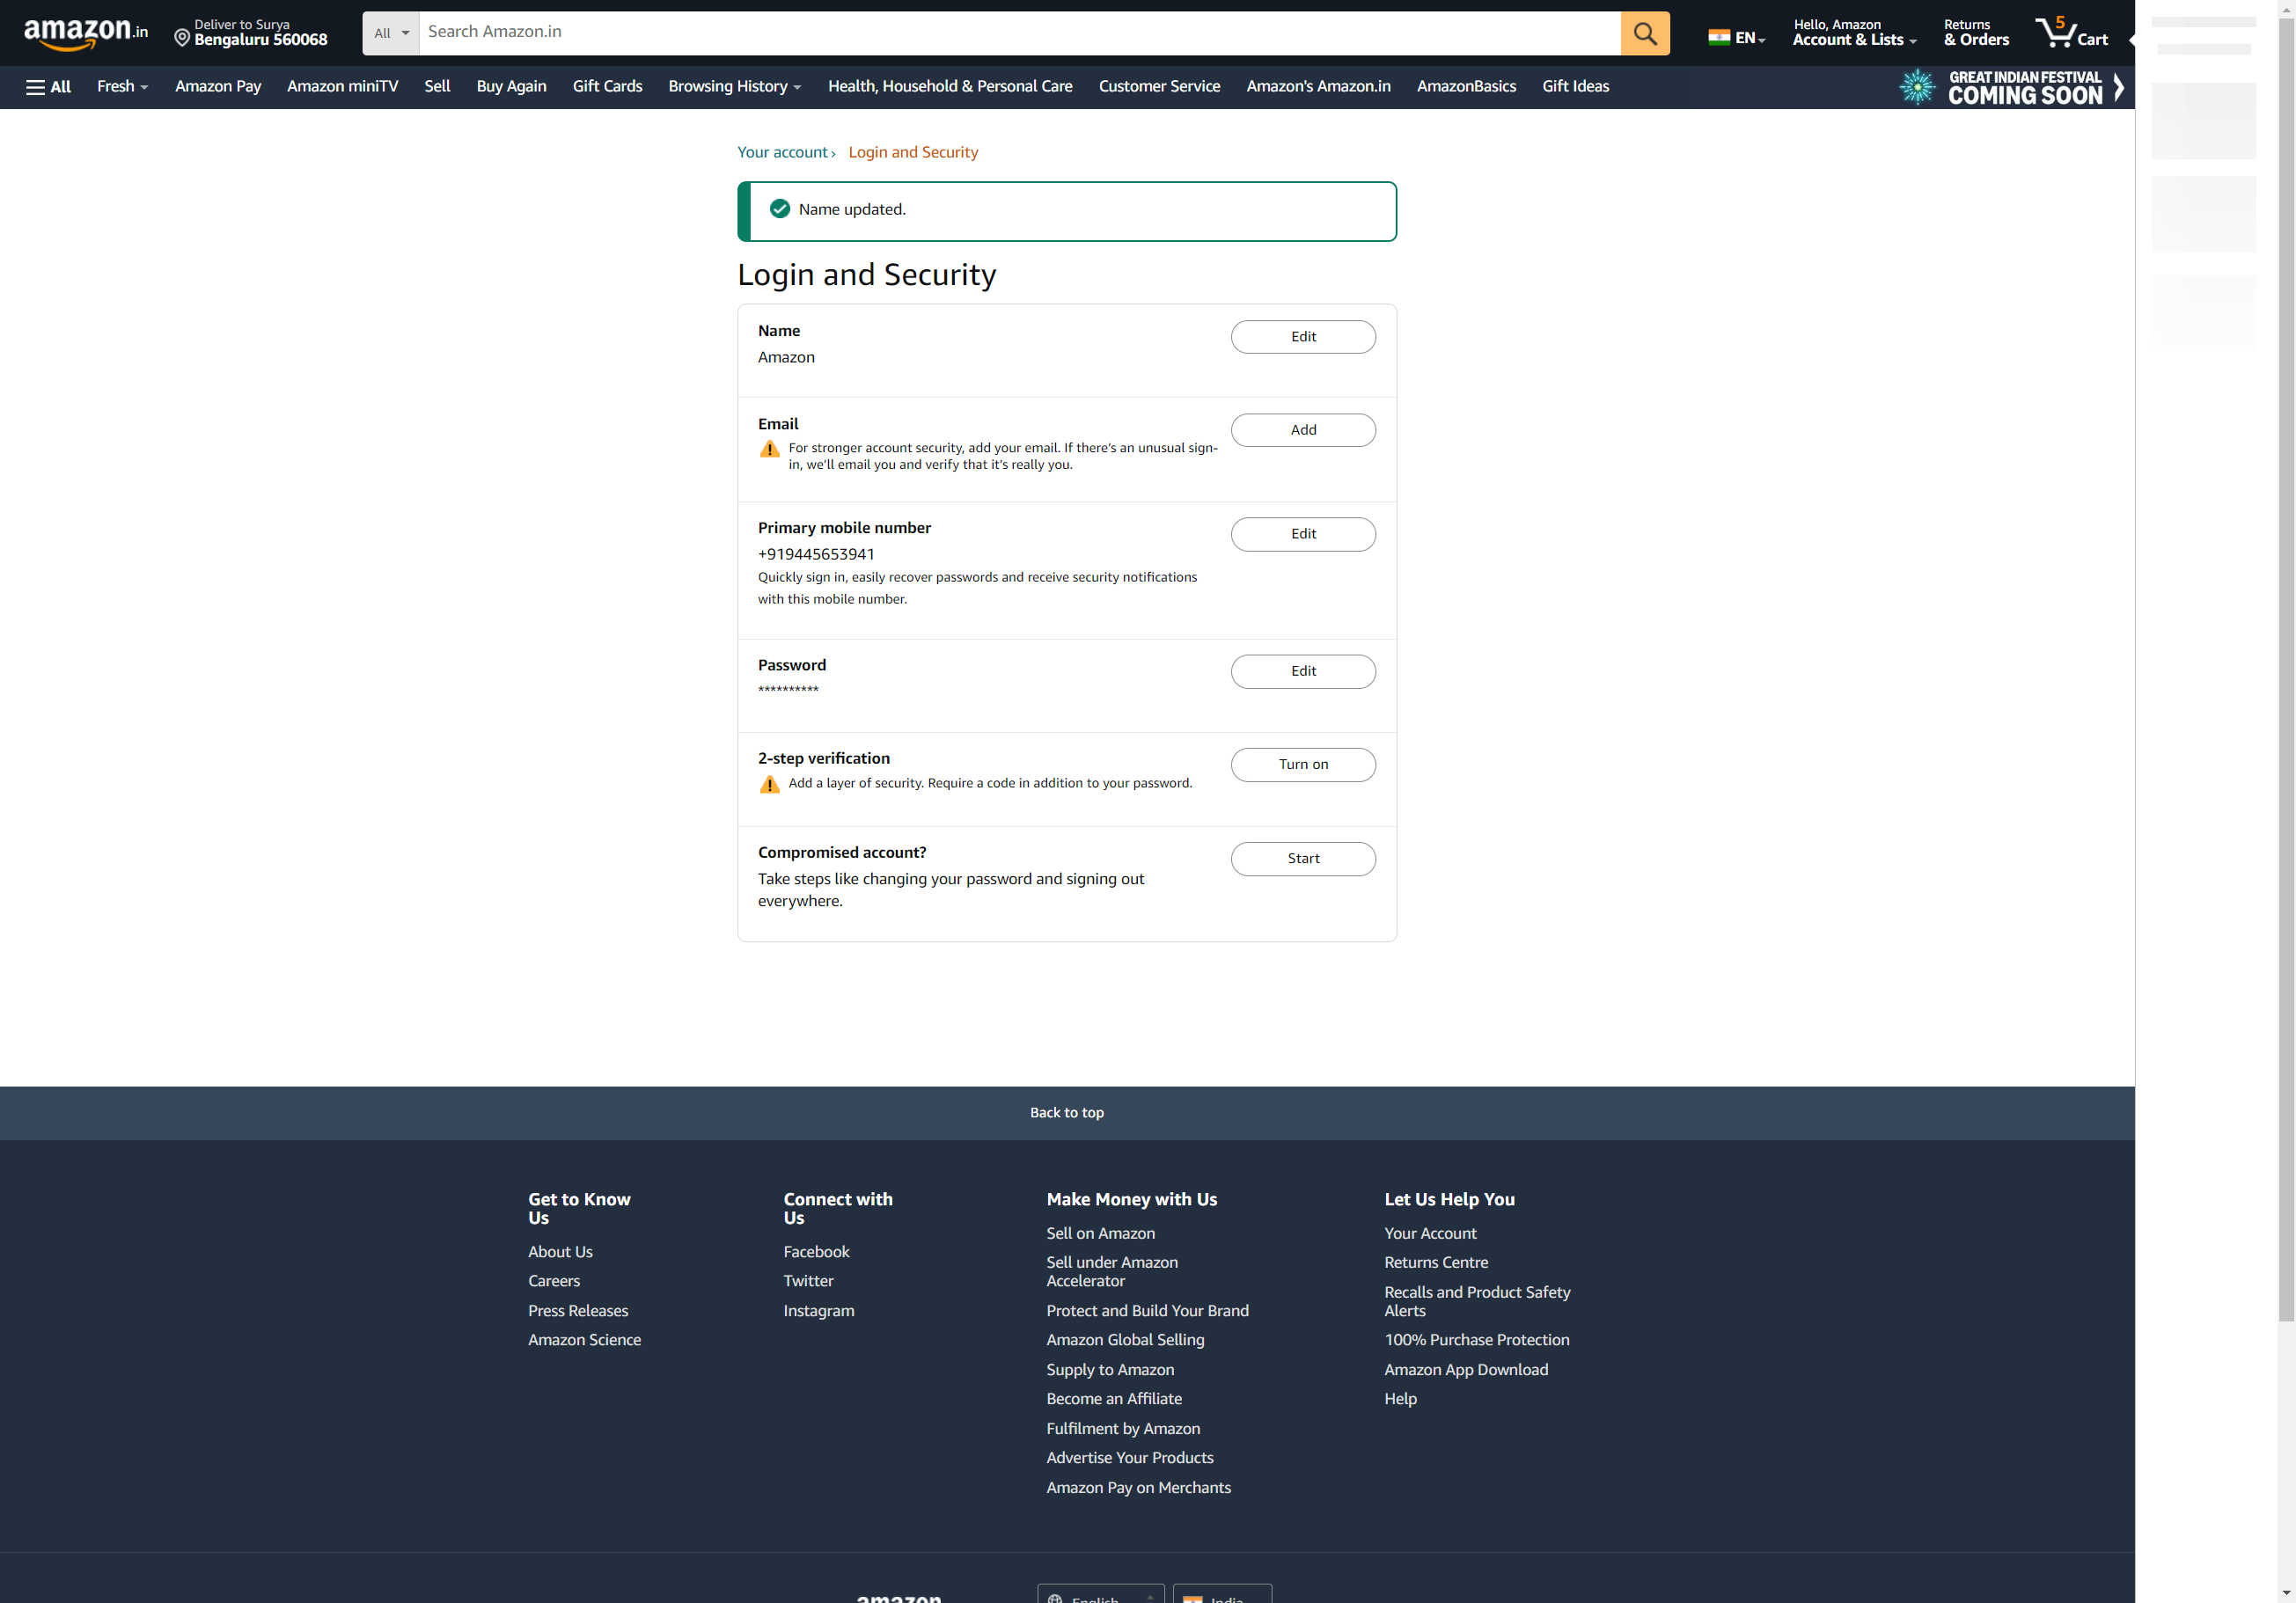 amazon.in
Deliver to Surya
Bengaluru 560068
All
Search Amazon.in
EN
Hello, Amazon
Account & Lists
Returns
& Orders
5
Cart
All
Fresh
Amazon Pay
Amazon miniTV
Sell
Buy Again
Gift Cards
Browsing History
Health, Household & Personal Care
Customer Service
Amazon's Amazon.in
AmazonBasics
Gift Ideas
GREAT INDIAN FESTIVAL
COMING SOON
Your account ›
Login and Security
Name updated.
Login and Security
Name
Amazon
Edit
Email
For stronger account security, add your email. If there's an unusual sign-
in, we'll email you and verify that it's really you.
Add
Primary mobile number
+919445653941
Quickly sign in, easily recover passwords and receive security notifications
with this mobile number.
Edit
Password
**********
Edit
2-step verification
Add a layer of security. Require a code in addition to your password.
Turn on
Compromised account?
Take steps like changing your password and signing out
everywhere.
Start
Back to top
Get to Know
Us
About Us
Careers
Press Releases
Amazon Science
Connect with
Us
Facebook
Twitter
Instagram
Make Money with Us
Sell on Amazon
Sell under Amazon
Accelerator
Protect and Build Your Brand
Amazon Global Selling
Supply to Amazon
Become an Affiliate
Fulfilment by Amazon
Advertise Your Products
Amazon Pay on Merchants
Let Us Help You
Your Account
Returns Centre
Recalls and Product Safety
Alerts
100% Purchase Protection
Amazon App Download
Help
amazon
English
India